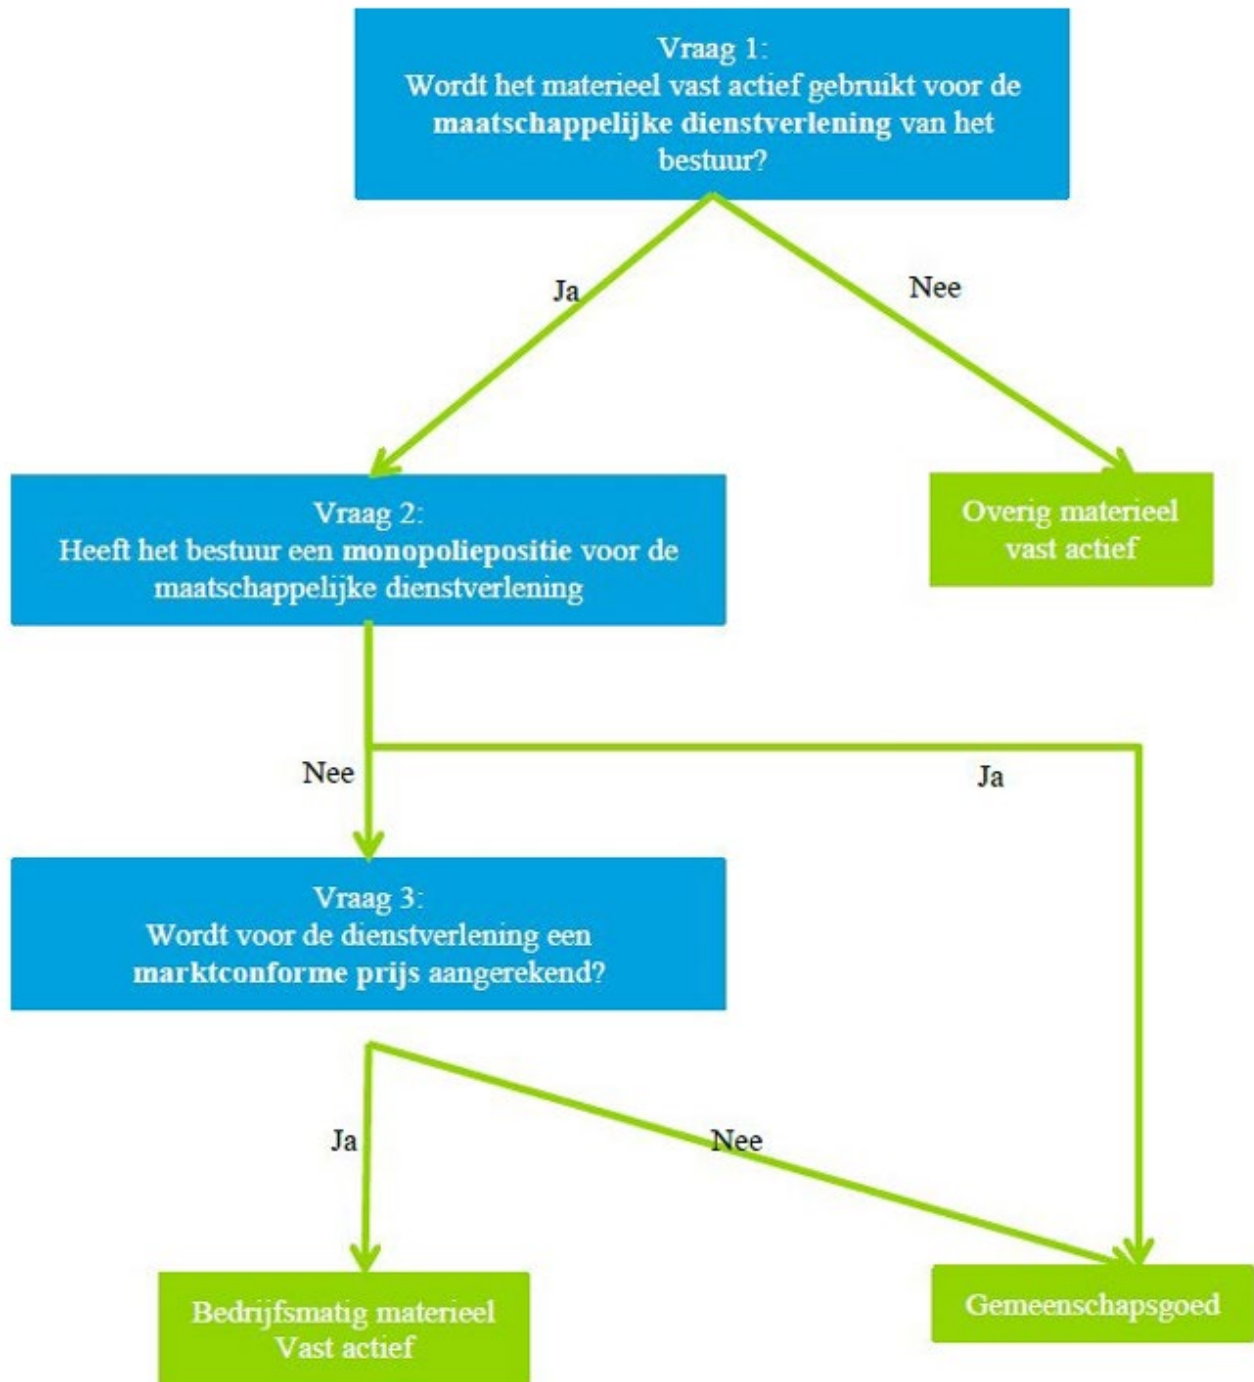 Vraag 1:
Wordt het materieel vast actief gebruikt voor de
maatschappelijke dienstverlening van het
bestuur?
Ja
Nee
Vraag 2:
Heeft het bestuur een monopoliepositie voor de
maatschappelijke dienstverlening
Overig materieel
vast actief
Nee
Ja
Vraag 3:
Wordt voor de dienstverlening een
marktconforme prijs aangerekend?
Ja
Nee
Bedrijfsmatig materieel
Vast actief
Gemeenschapsgoed